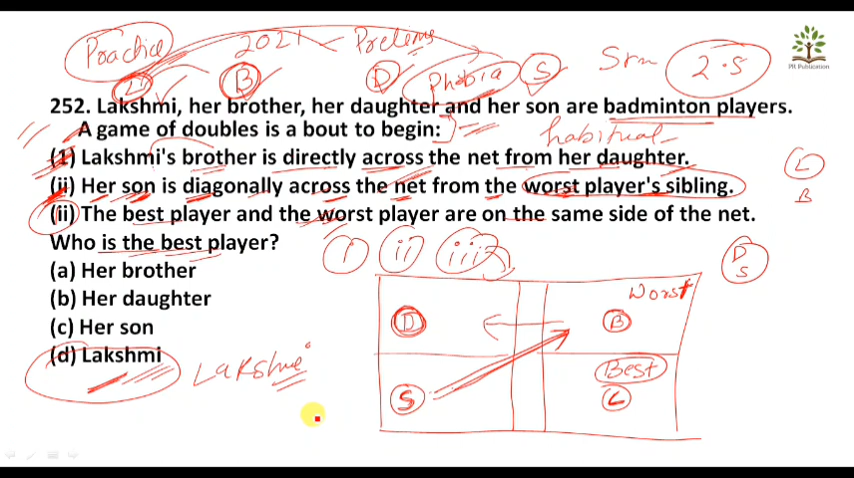 Practice 2021 Prelims
PR Publication
L B D Phobia S Srm 2.5
252. Lakshmi, her brother, her daughter and her son are badminton players.
A game of doubles is a bout to begin:
habitual
(1) Lakshmi's brother is directly across the net from her daughter.
(ii) Her son is diagonally across the net from the worst player's sibling.
L
B
(ii) The best player and the worst player are on the same side of the net.
Who is the best player?
i ii iii
D
S
(a) Her brother
(b) Her daughter
(c) Her son
(d) Lakshmi
Lakshme
Worst
D B
Best
S L